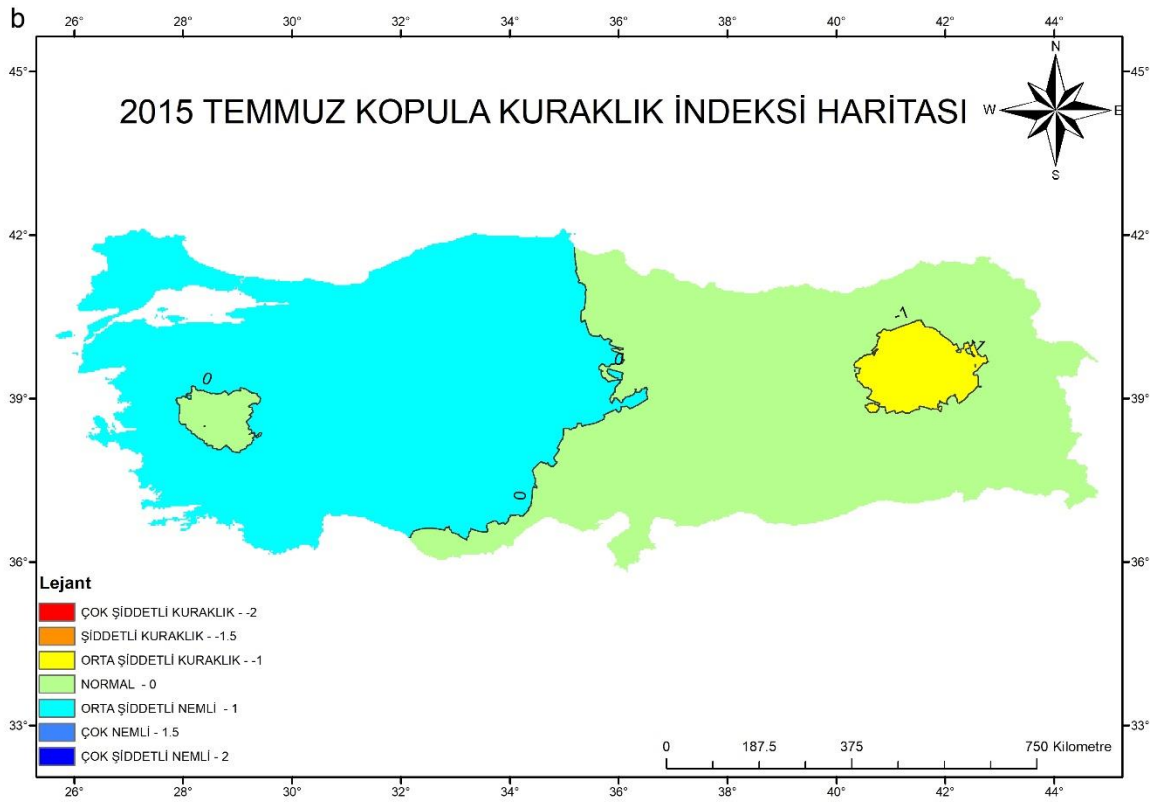 b
26° 28° 30° 32° 34° 36° 38° 40° 42° 44°
45° 45°
N
W E
S
2015 TEMMUZ KOPULA KURAKLIK İNDEKSİ HARİTASI
42° 42°
-1
0
0
39° 39°
0
36° 36°
Lejant
ÇOK ŞİDDETLİ KURAKLIK - -2
ŞİDDETLİ KURAKLIK - -1.5
ORTA ŞİDDETLİ KURAKLIK - -1
NORMAL - 0
ORTA ŞİDDETLİ NEMLİ - 1
33° 33°
ÇOK NEMLİ - 1.5
ÇOK ŞİDDETLİ NEMLİ - 2
0 187.5 375 750 Kilometre
26° 28° 30° 32° 34° 36° 38° 40° 42° 44°